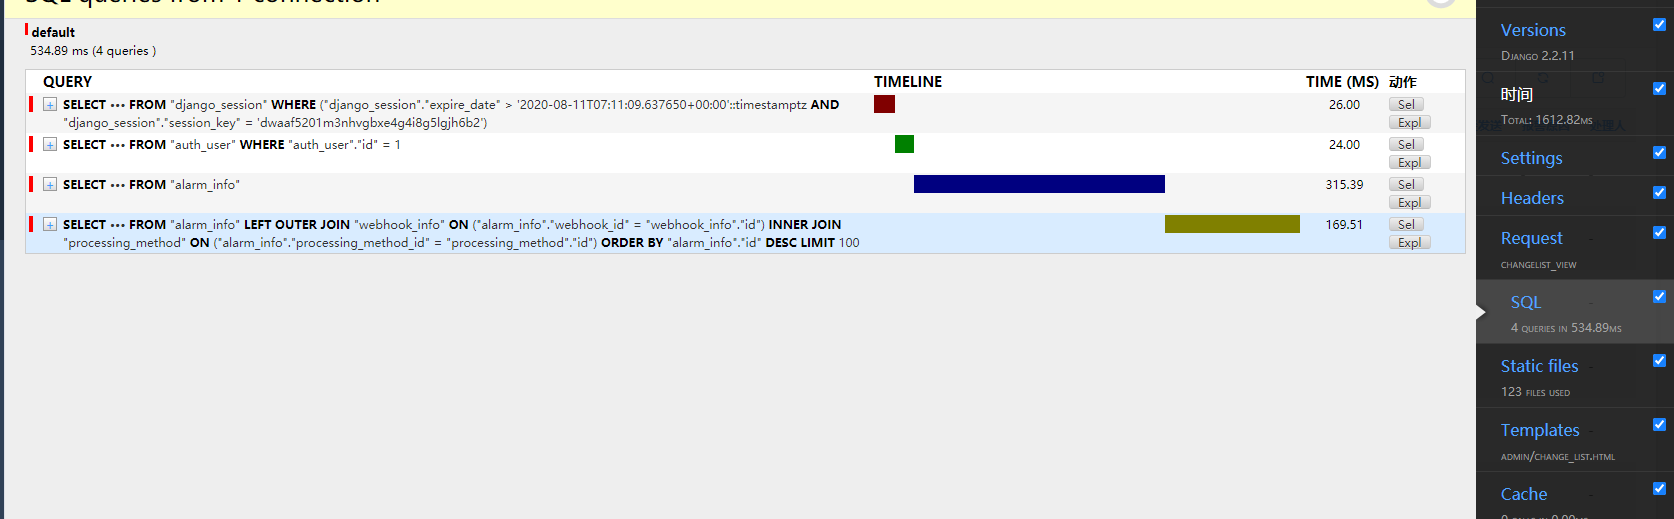 SQL queries from 1 connection
default
534.89 ms (4 queries )
QUERY TIMELINE TIME (MS) 动作
+ SELECT ••• FROM "django_session" WHERE ("django_session"."expire_date" > '2020-08-11T07:11:09.637650+00:00'::timestamptz AND 26.00 Sel
"django_session"."session_key" = 'dwaaf5201m3nhvgbxe4g4i8g5lgjh6b2') Expl
+ SELECT ••• FROM "auth_user" WHERE "auth_user"."id" = 1 24.00 Sel
Expl
+ SELECT ••• FROM "alarm_info" 315.39 Sel
Expl
+ SELECT ••• FROM "alarm_info" LEFT OUTER JOIN "webhook_info" ON ("alarm_info"."webhook_id" = "webhook_info"."id") INNER JOIN 169.51 Sel
"processing_method" ON ("alarm_info"."processing_method_id" = "processing_method"."id") ORDER BY "alarm_info"."id" DESC LIMIT 100 Expl
Versions
Django 2.2.11
时间
Total: 1612.82ms
Settings
Headers
Request
changelist_view
SQL
4 queries in 534.89ms
Static files
123 files used
Templates
admin/change_list.html
Cache